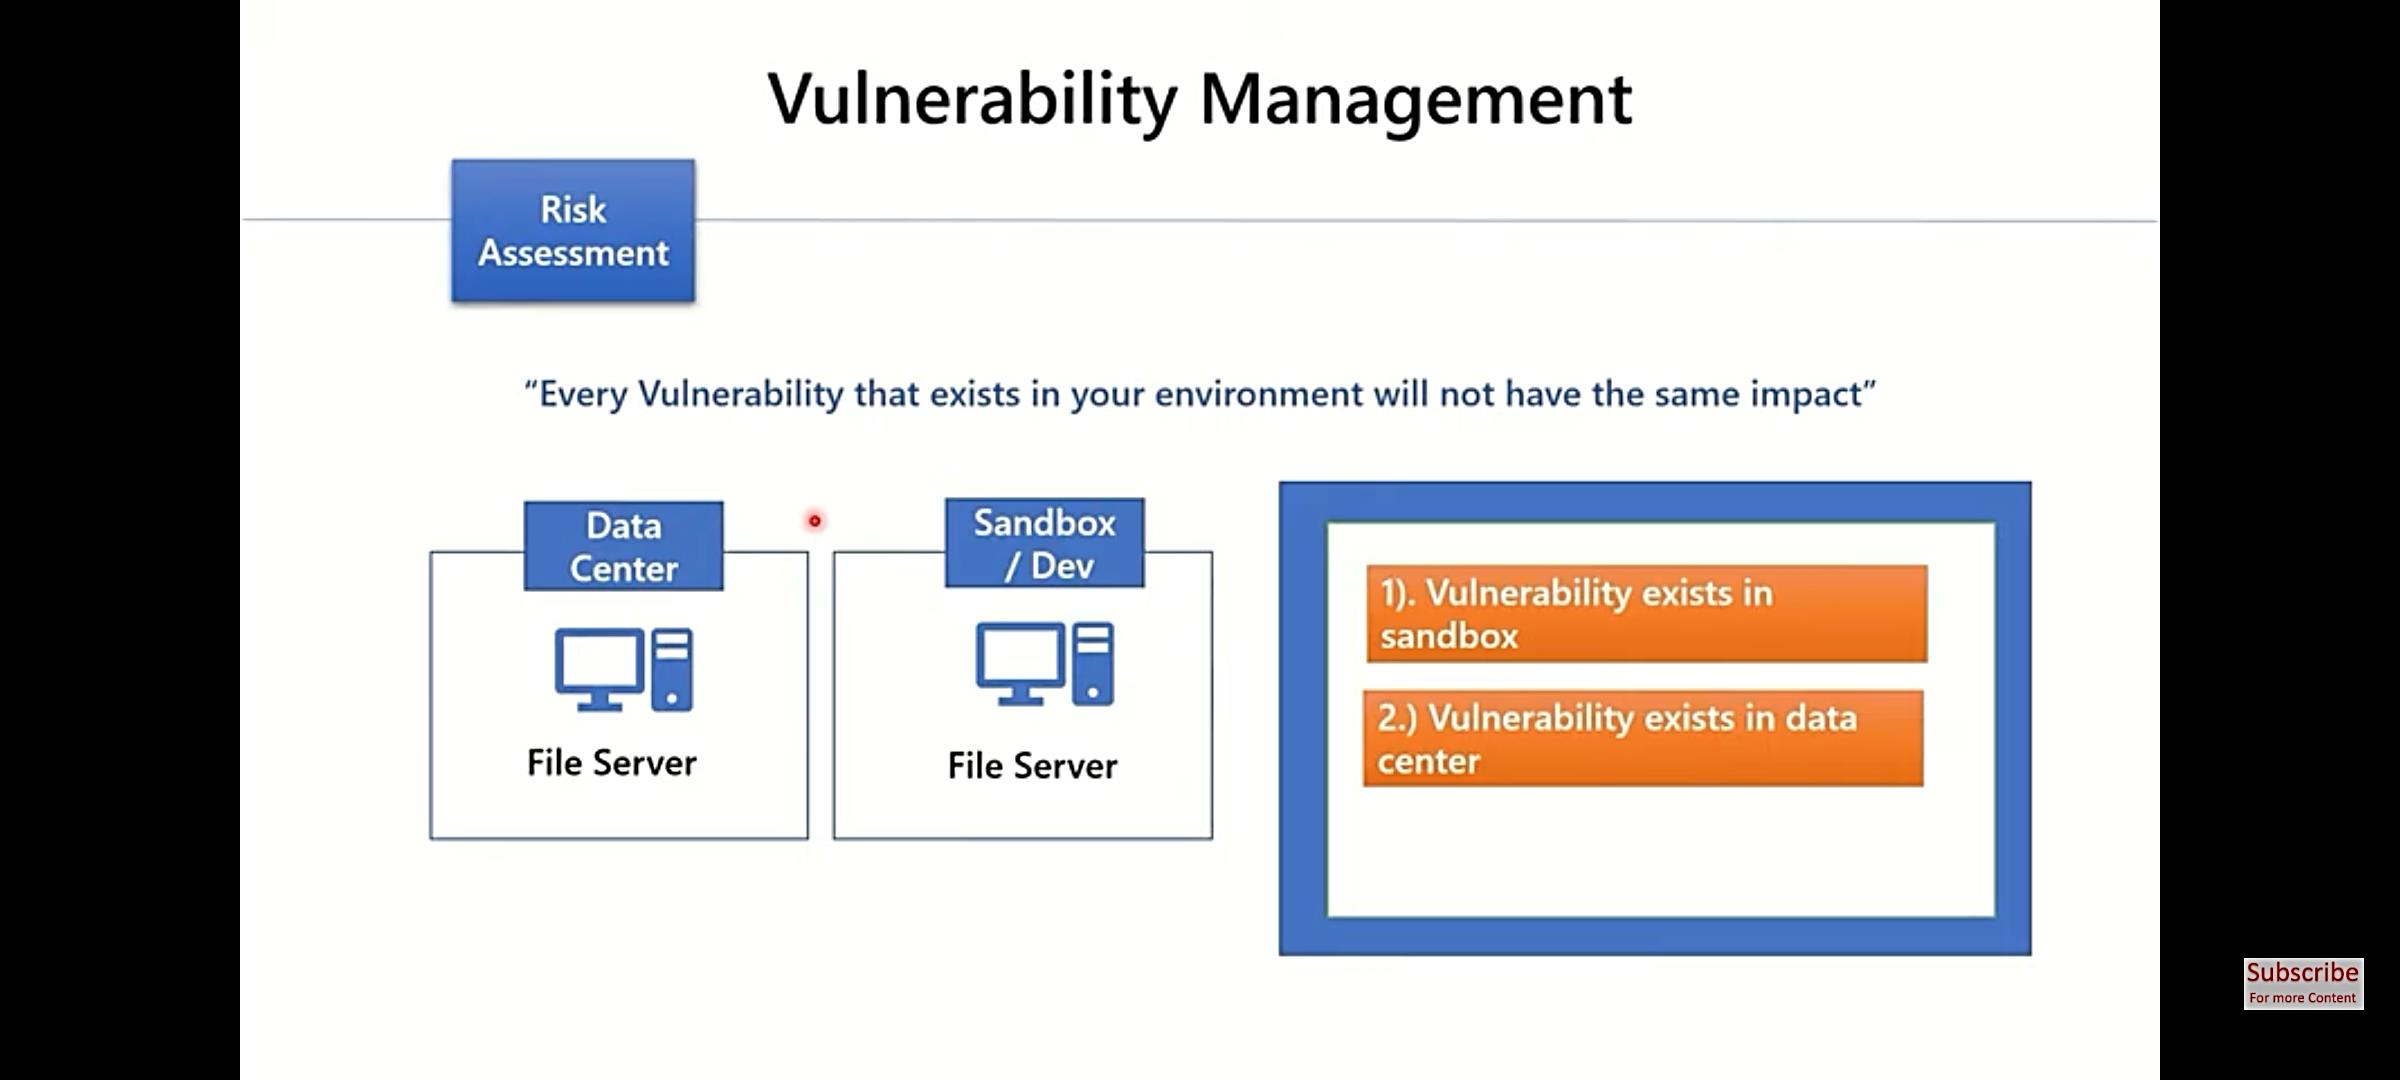 Vulnerability Management
Risk
Assessment
“Every Vulnerability that exists in your environment will not have the same impact”
Data
Center
File Server
Sandbox
/ Dev
File Server
1). Vulnerability exists in
sandbox
2.) Vulnerability exists in data
center
Subscribe
For more Content